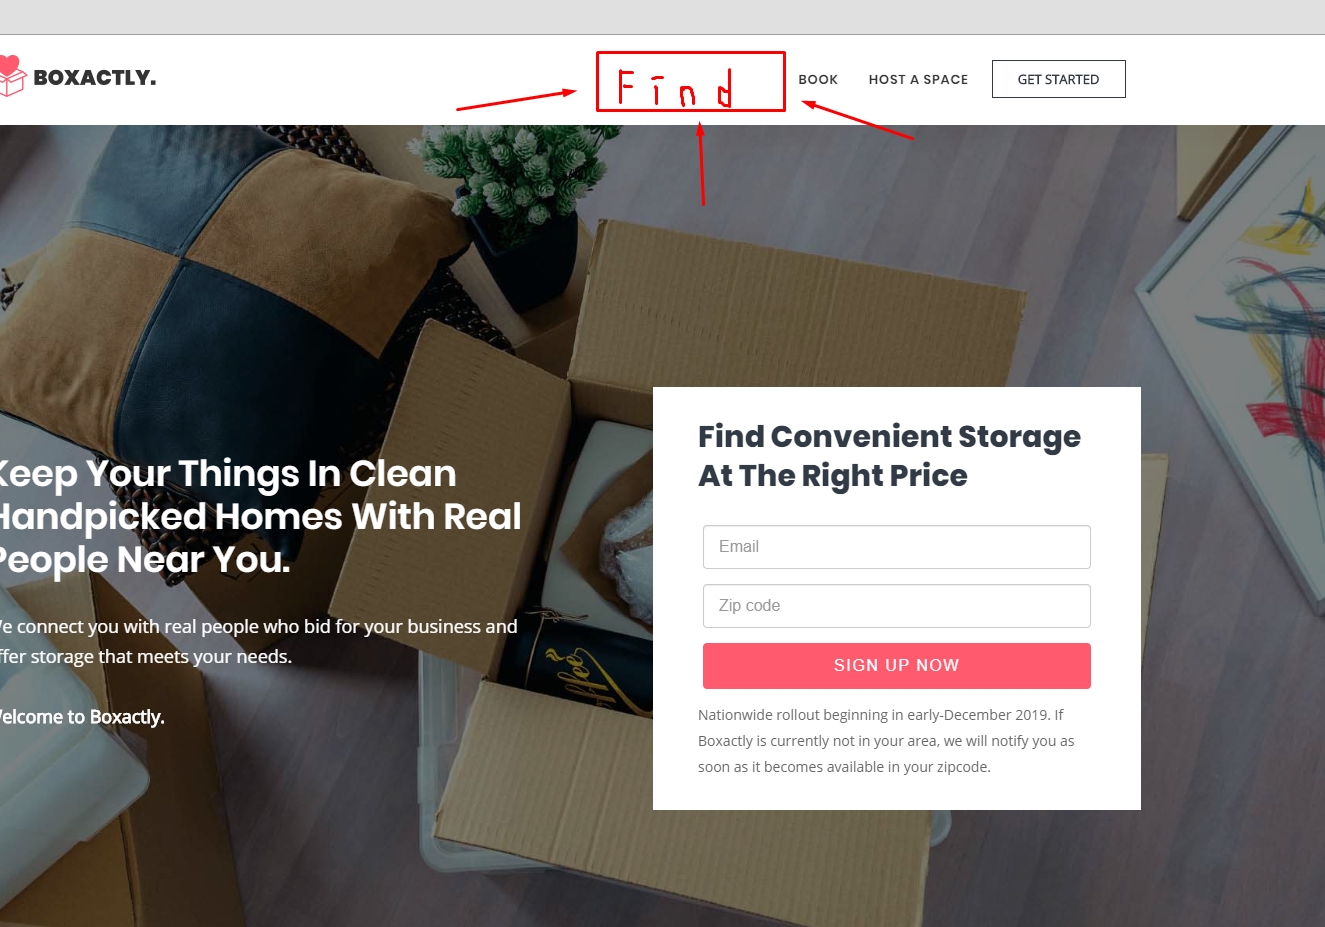 BOXACTLY.
Find
BOOK
HOST A SPACE
GET STARTED
Keep Your Things In Clean
Handpicked Homes With Real
People Near You.
connect you with real people who bid for your business and
storage that meets your needs.
to Boxactly.
Find Convenient Storage
At The Right Price
Email
Zip code
SIGN UP NOW
Nationwide rollout beginning in early-December 2019. If
Boxactly is currently not in your area, we will notify you as
soon as it becomes available in your zipcode.